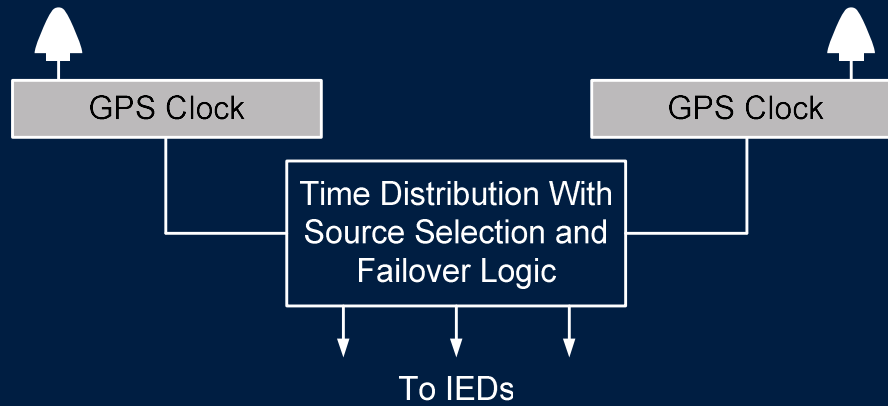 GPS Clock
GPS Clock
Time Distribution With
Source Selection and
Failover Logic
To IEDs